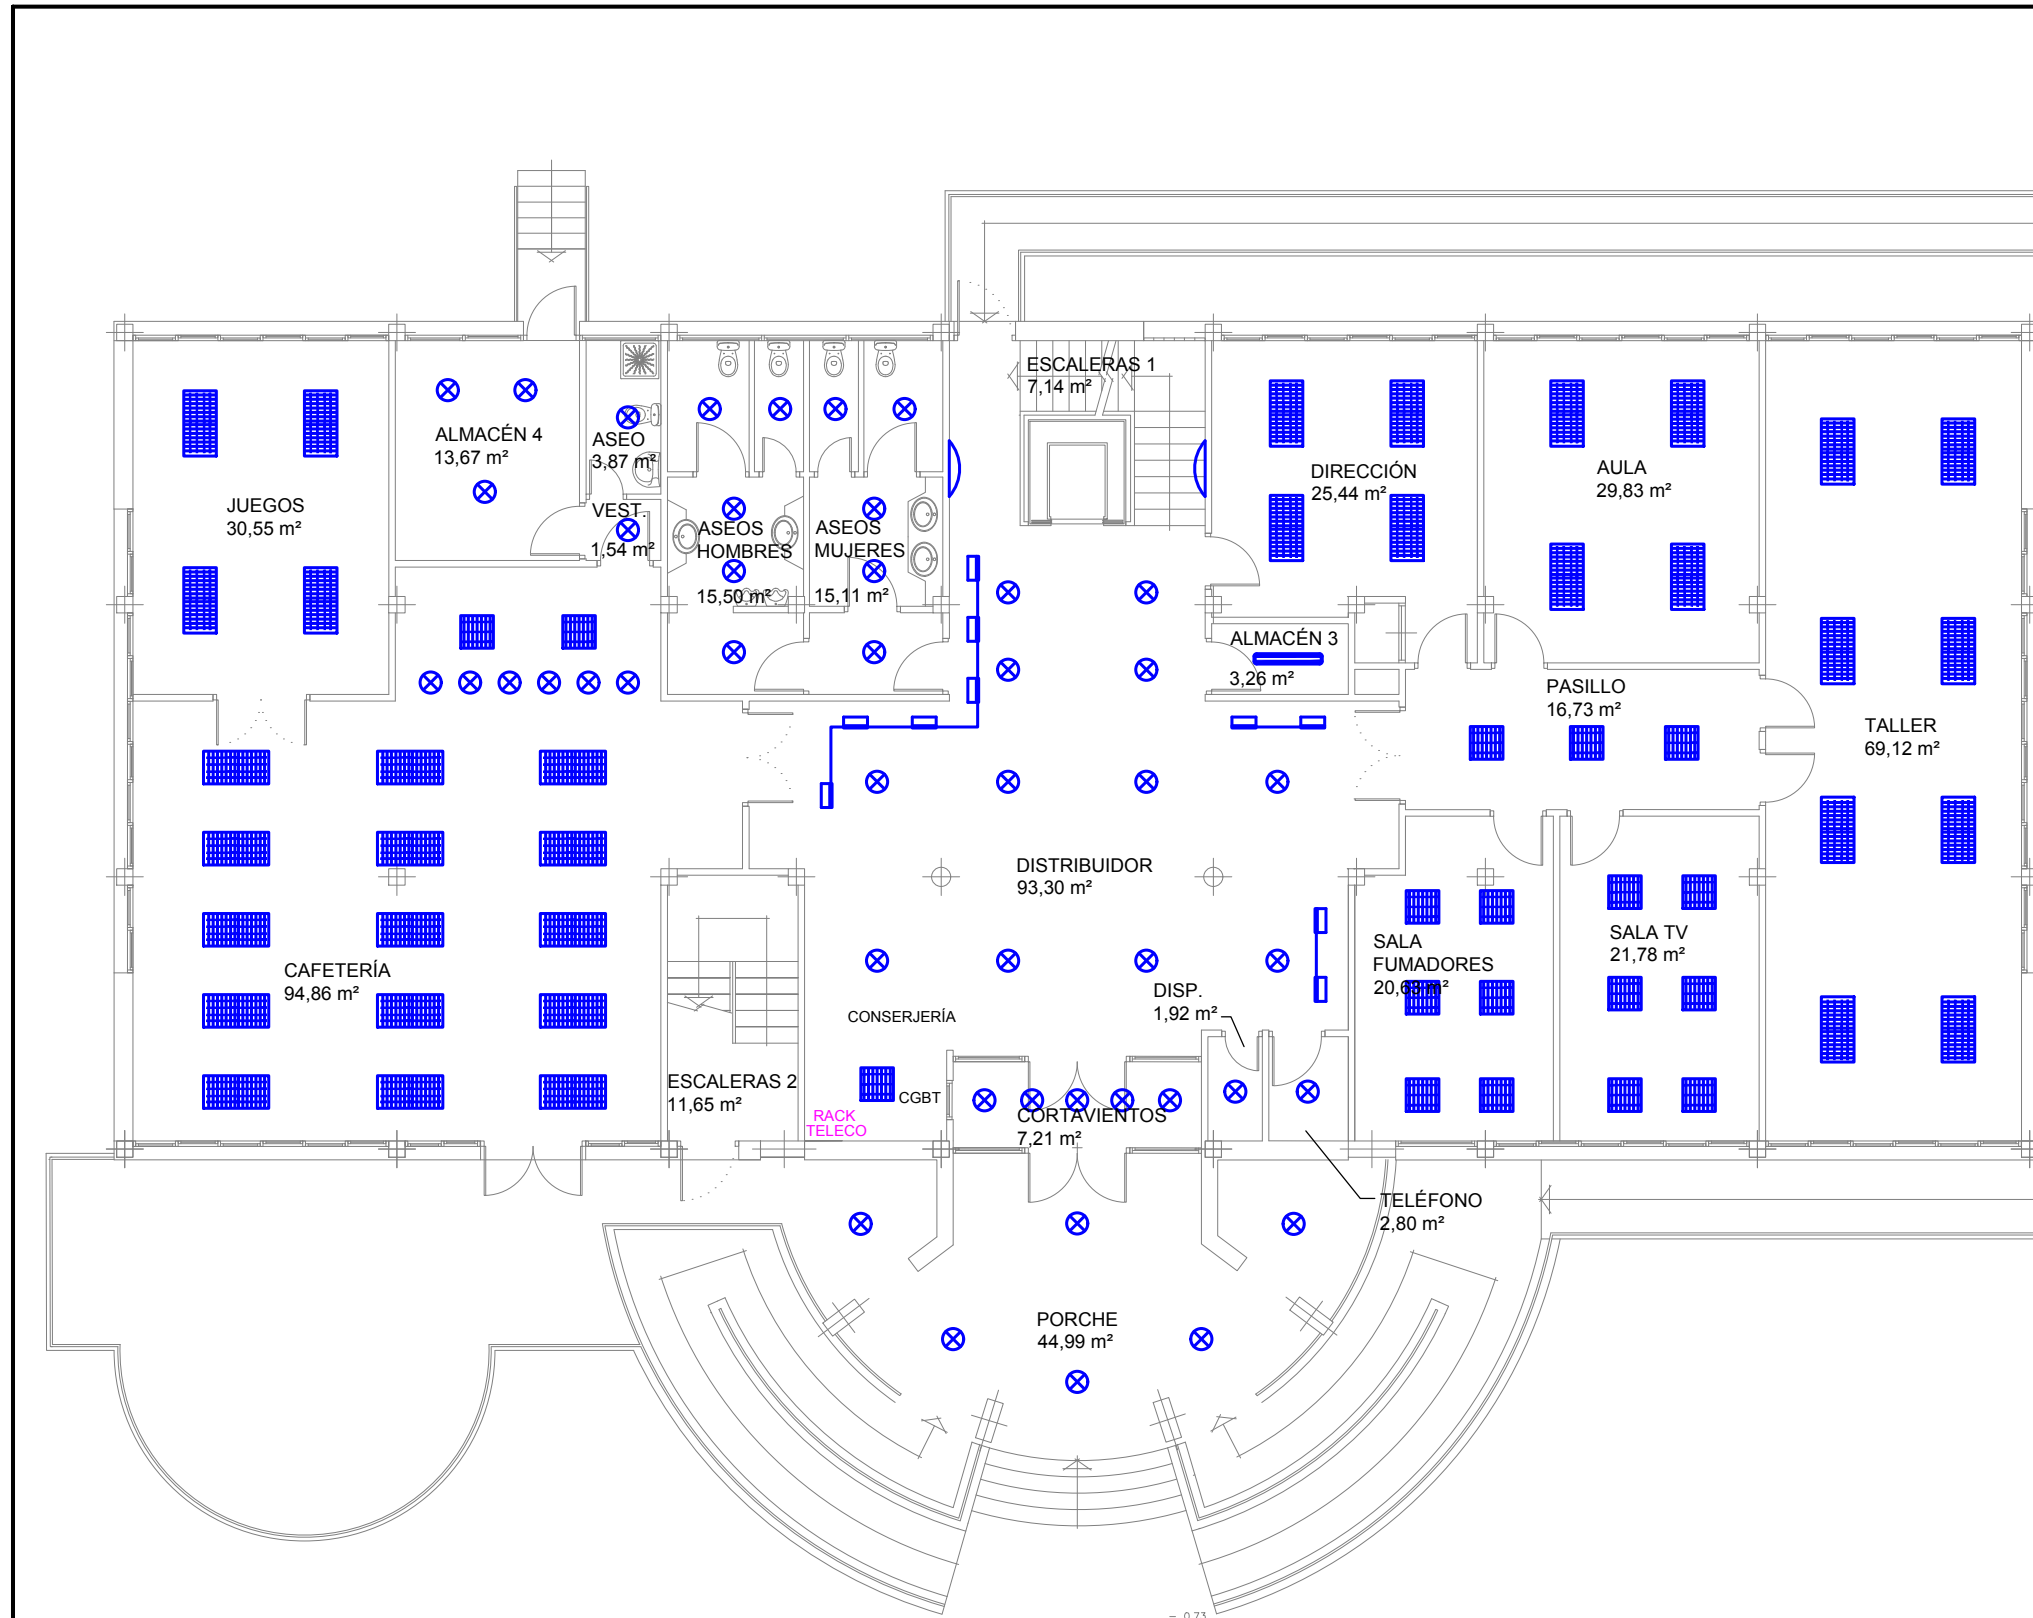 ESCALERAS 1
7,14 m²
ALMACÉN 4
13,67 m²
ASEO
3,87 m²
DIRECCIÓN
25,44 m²
AULA
29,83 m²
JUEGOS
30,55 m²
VEST.
1,54 m²
ASEOS
HOMBRES
15,50 m²
ASEOS
MUJERES
15,11 m²
ALMACÉN 3
3,26 m²
PASILLO
16,73 m²
TALLER
69,12 m²
DISTRIBUIDOR
93,30 m²
SALA
FUMADORES
20,63 m²
SALA TV
21,78 m²
CAFETERÍA
94,86 m²
DISP.
1,92 m²
CONSERJERÍA
ESCALERAS 2
11,65 m²
CGBT
RACK
TELECO
CORTAVIENTOS
7,21 m²
TELÉFONO
2,80 m²
PORCHE
44,99 m²